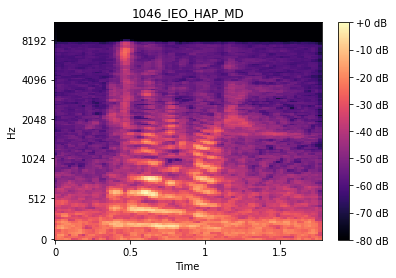 1046_IEO_HAP_MD
8192
4096
2048
1024
512
0
Hz
0
0.5
1
1.5
Time
+0 dB
-10 dB
-20 dB
-30 dB
-40 dB
-50 dB
-60 dB
-70 dB
-80 dB